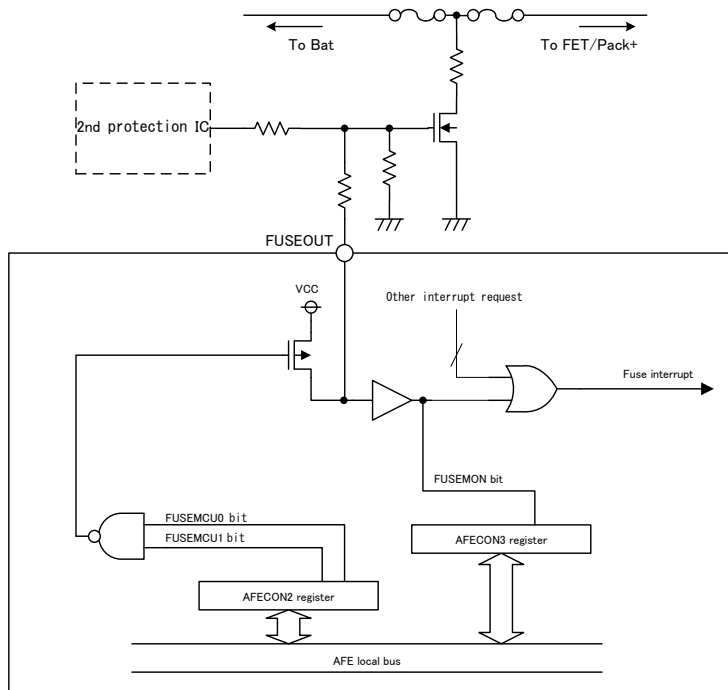 To Bat
To FET/Pack+
2nd protection IC
FUSEOUT
VCC
Other interrupt request
Fuse interrupt
FUSEMON bit
FUSEMCU0 bit
FUSEMCU1 bit
AFECON3 register
AFECON2 register
AFE local bus